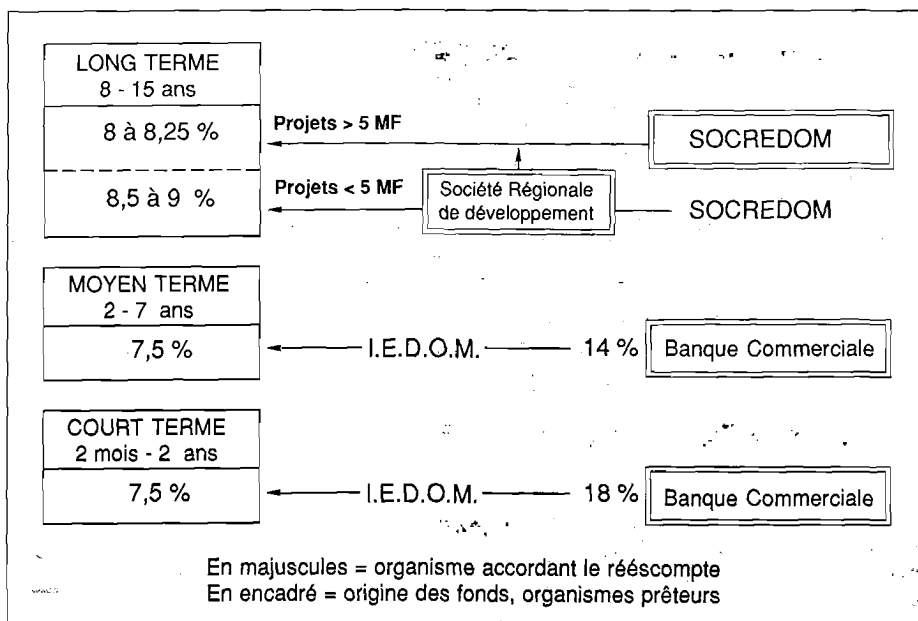 LONG TERME
8 - 15 ans
8 à 8,25 %
Projets > 5 MF
SOCREDOM
8,5 à 9 %
Projets < 5 MF
Société Régionale
de développement
SOCREDOM
MOYEN TERME
2 - 7 ans
7,5 %
I.E.D.O.M.
14 %
Banque Commerciale
COURT TERME
2 mois - 2 ans
7,5 %
I.E.D.O.M.
18 %
Banque Commerciale
En majuscules = organisme accordant le rééscompte
En encadré = origine des fonds, organismes prêteurs